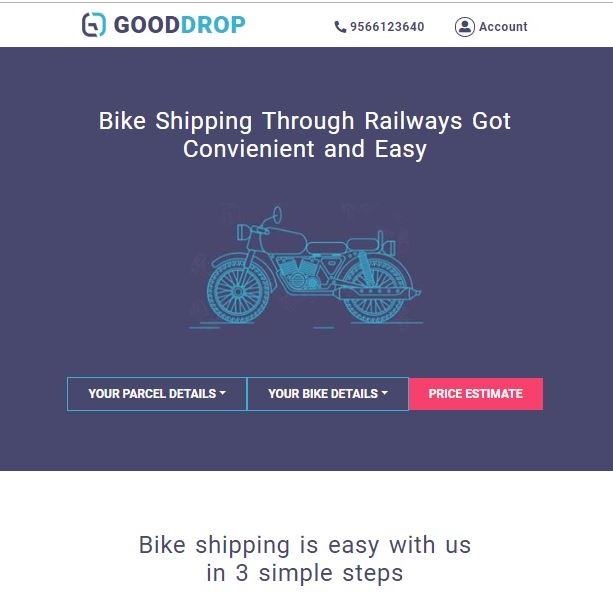 GOODDROP
9566123640
Account
Bike Shipping Through Railways Got
Convienient and Easy
YOUR PARCEL DETAILS
YOUR BIKE DETAILS
PRICE ESTIMATE
Bike shipping is easy with us
in 3 simple steps